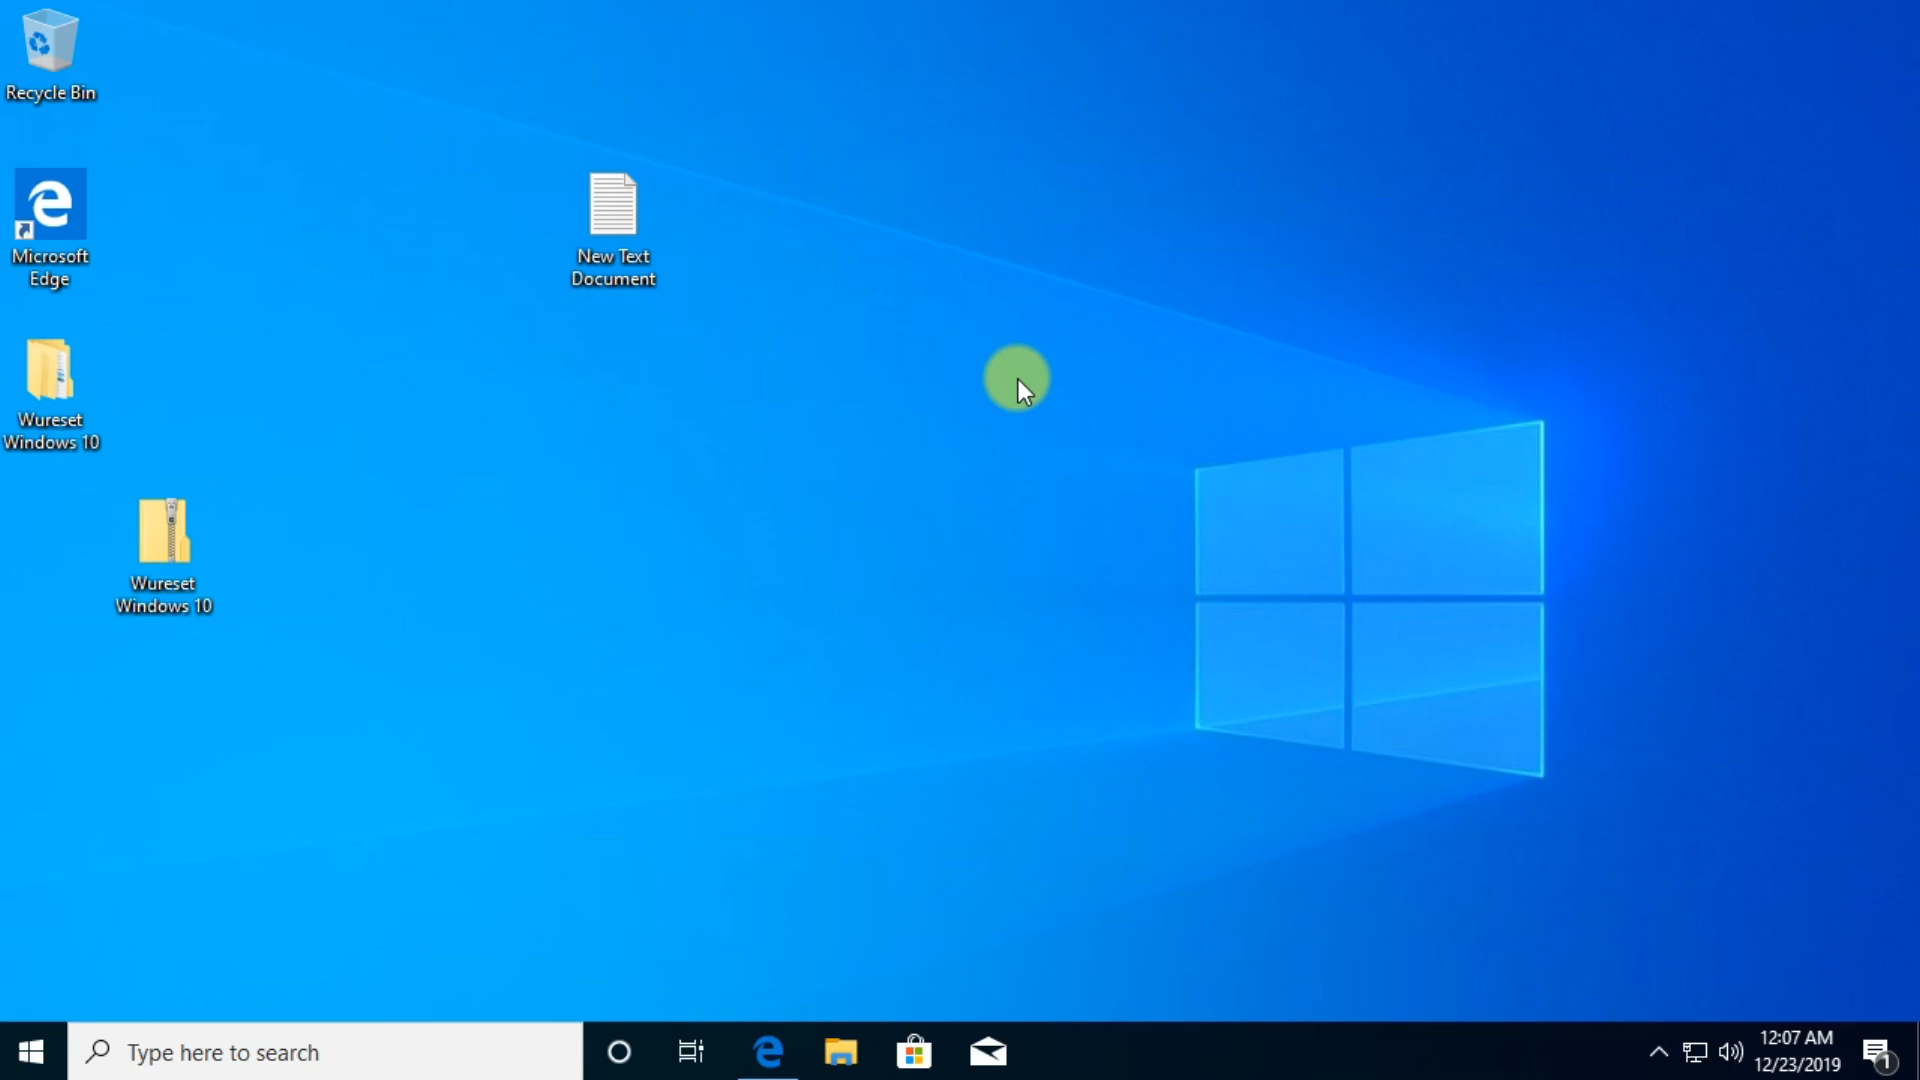 Recycle Bin
Microsoft
Edge
New Text
Document
Wureset
Windows 10
Wureset
Windows 10
Type here to search
12:07 AM
12/23/2019
1